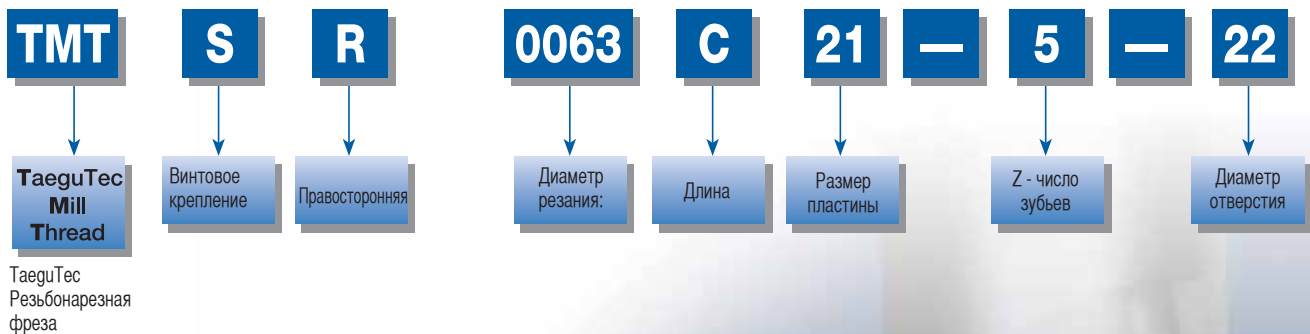 TMT S R 0063 C 21 — 5 — 22
TaeguTec
Mill
Thread
Винтовое
крепление
Правосторонняя
Диаметр
резания:
Длина
Размер
пластины
Z - число
зубьев
Диаметр
отверстия
TaeguTec
Резьбонарезная
фреза